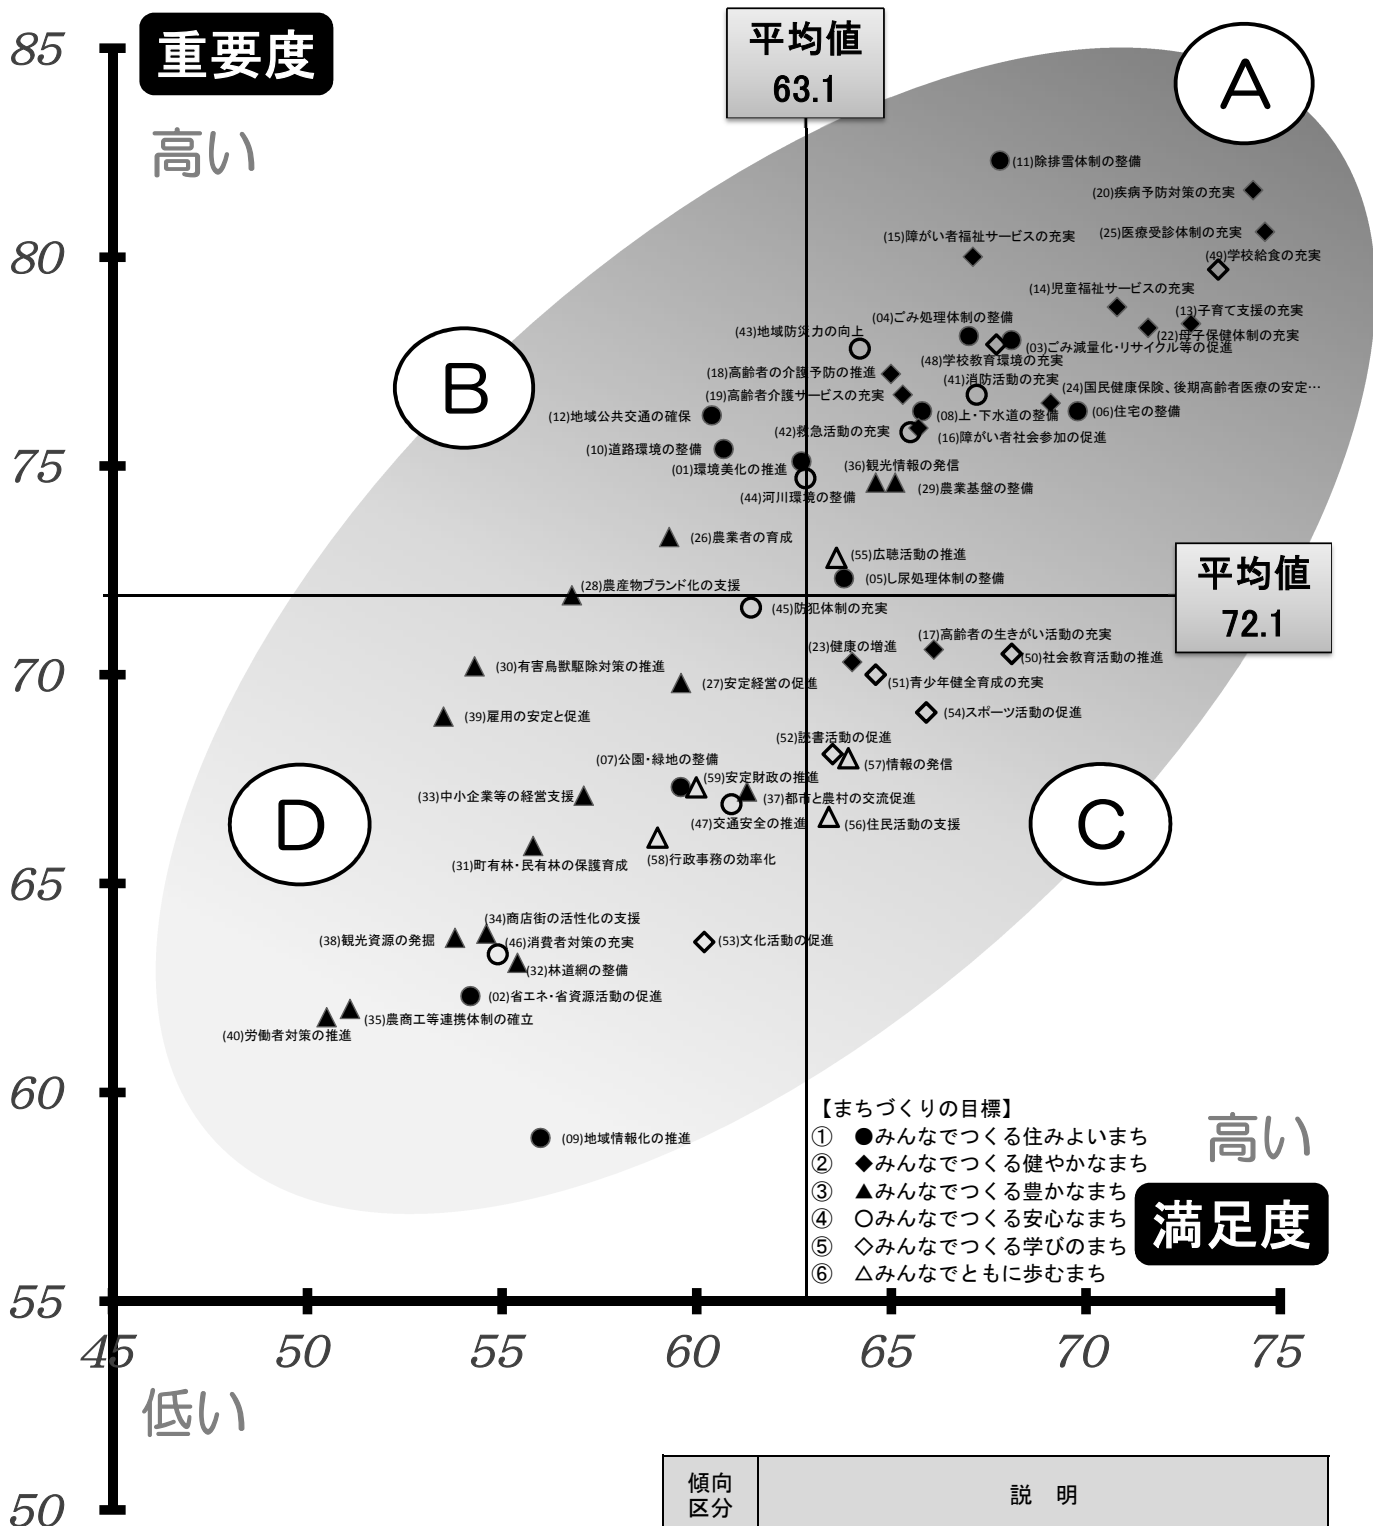 85
重要度
平均値
63.1
A
高い
(11)除排雪体制の整備
(20)疾病予防対策の充実
(15)障がい者福祉サービスの充実
(25)医療受診体制の充実
80
(49)学校給食の充実
(14)児童福祉サービスの充実
(13)子育て支援の充実
(04)ごみ処理体制の整備
(43)地域防災力の向上
(22)母子保健体制の充実
(03)ごみ減量化・リサイクル等の促進
(48)学校教育環境の充実
B
(18)高齢者の介護予防の推進
(41)消防活動の充実
(24)国民健康保険、後期高齢者医療の安定…
(19)高齢者介護サービスの充実
(12)地域公共交通の確保
(08)上・下水道の整備
(06)住宅の整備
(42)救急活動の充実
(16)障がい者社会参加の促進
(10)道路環境の整備
75
(01)環境美化の推進
(36)観光情報の発信
(44)河川環境の整備
(29)農業基盤の整備
(26)農業者の育成
(55)広聴活動の推進
(05)し尿処理体制の整備
平均値
72.1
(28)農産物ブランド化の支援
(45)防犯体制の充実
(17)高齢者の生きがい活動の充実
(23)健康の増進
(50)社会教育活動の推進
70
(30)有害鳥獣駆除対策の推進
(27)安定経営の促進
(51)青少年健全育成の充実
(39)雇用の安定と促進
(54)スポーツ活動の促進
(52)読書活動の促進
(07)公園・緑地の整備
(57)情報の発信
(59)安定財政の推進
(33)中小企業等の経営支援
(37)都市と農村の交流促進
D
C
(47)交通安全の推進
(56)住民活動の支援
(58)行政事務の効率化
(31)町有林・民有林の保護育成
65
(34)商店街の活性化の支援
(38)観光資源の発掘
(46)消費者対策の充実
(53)文化活動の促進
(32)林道網の整備
(02)省エネ・省資源活動の促進
(35)農商工等連携体制の確立
(40)労働者対策の推進
60
(09)地域情報化の推進
【まちづくりの目標】
① ●みんなでつくる住みよいまち
② ◆みんなでつくる健やかなまち
③ ▲みんなでつくる豊かなまち
④ ○みんなでつくる安心なまち
⑤ ◇みんなでつくる学びのまち
⑥ △みんなでともに歩むまち
高い
満足度
55
45 50 55 60 65 70 75
低い
傾向
区分
説 明
50